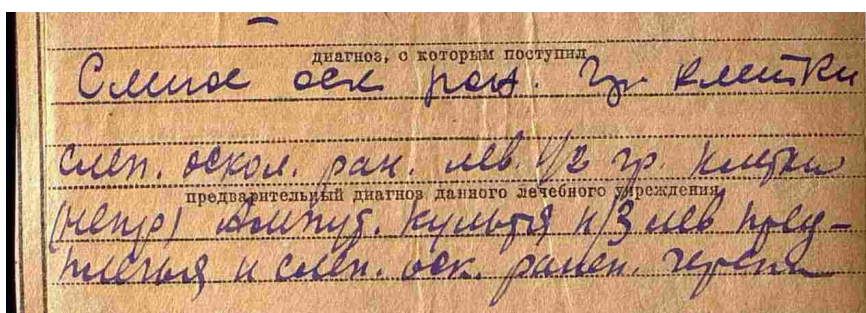 диагноз, с которым поступил
Слепое оск ран. гр. клетки
слеп. оскол. ран. лев. 1/2 гр. клетки
предварительный диагноз данного лечебного учреждения
(непр) Ампут. культя н/3 лев пред-
плечья и слеп. оск. ранен. черепа